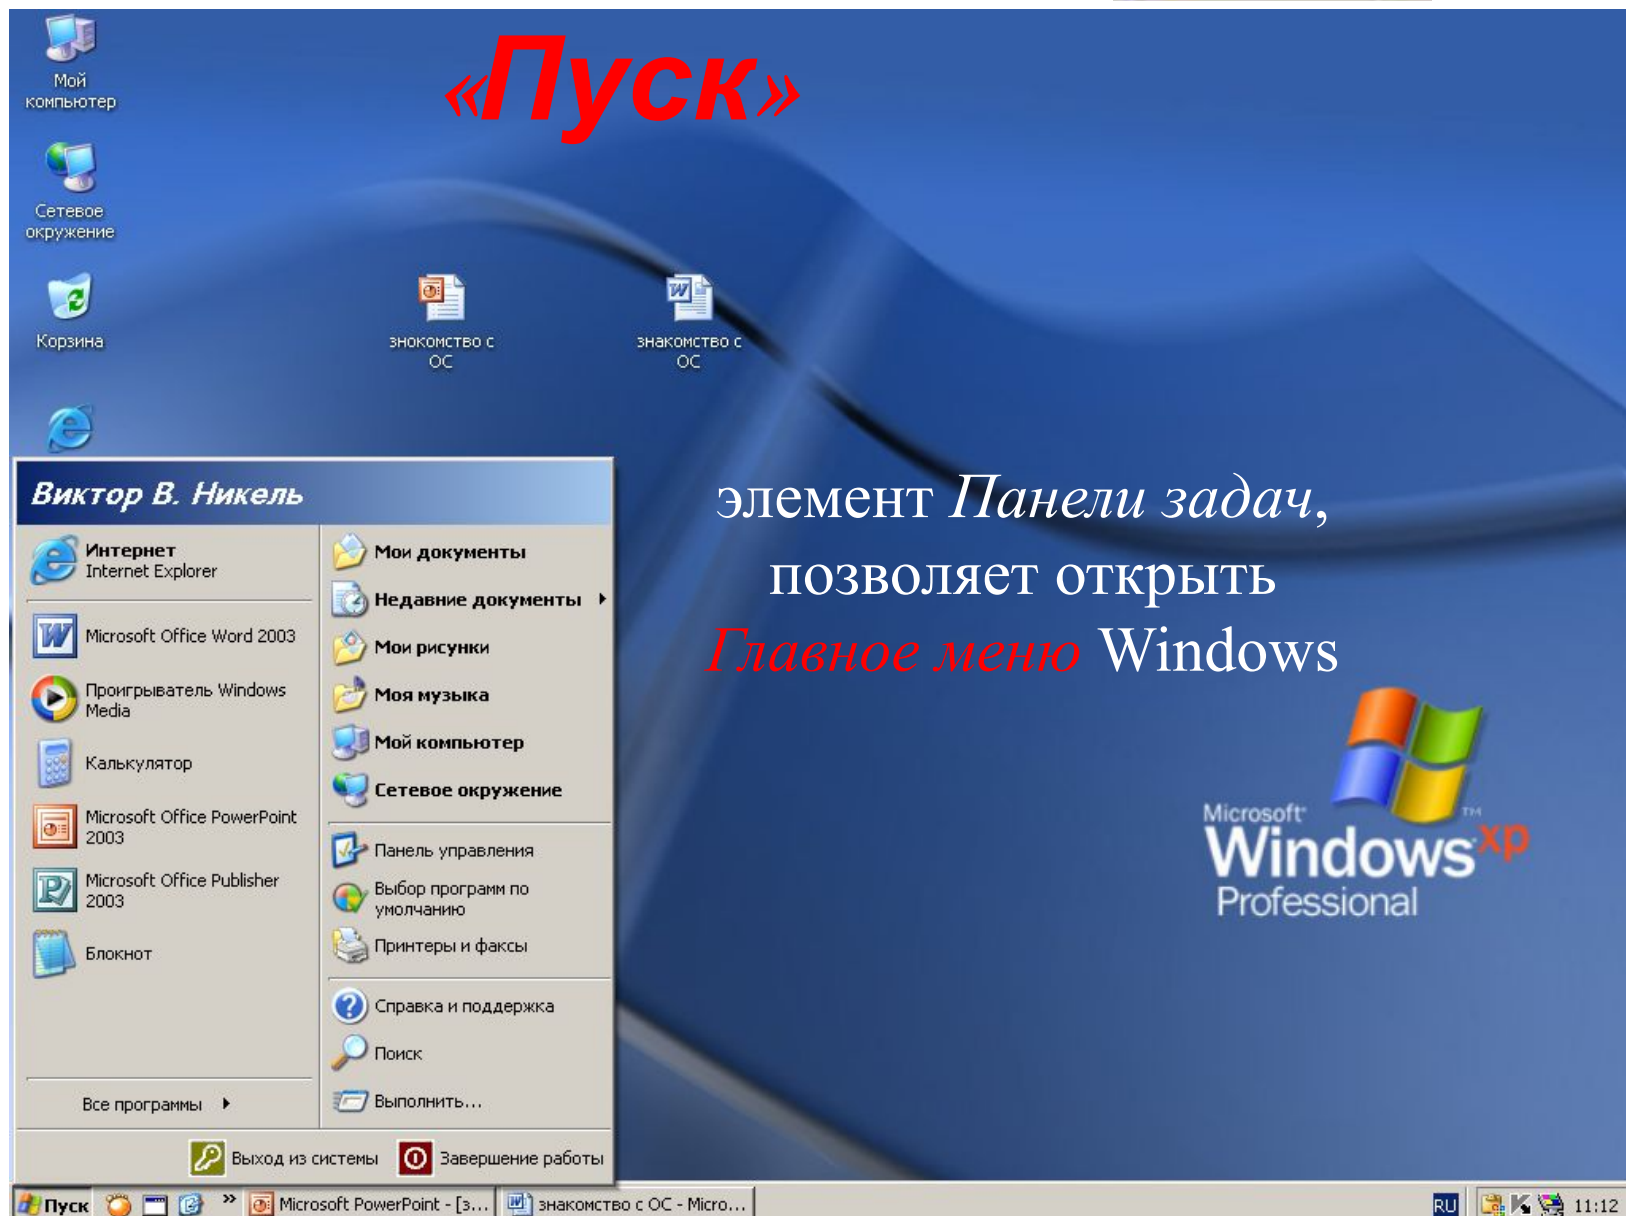 «Пуск»
Мой
компьютер
Сетевое
окружение
Корзина
знокомство с
ОС
знакомство с
ОС
элемент Панели задач,
позволяет открыть
Главное меню Windows
Microsoft
Windows xp
Professional
Виктор В. Никель
Интернет
Internet Explorer
Microsoft Office Word 2003
Проигрыватель Windows
Media
Калькулятор
Microsoft Office PowerPoint
2003
Microsoft Office Publisher
2003
Блокнот
Все программы
Мои документы
Недавние документы
Мои рисунки
Моя музыка
Мой компьютер
Сетевое окружение
Панель управления
Выбор программ по
умолчанию
Принтеры и факсы
Справка и поддержка
Поиск
Выполнить...
Выход из системы
Завершение работы
Пуск
»
Microsoft PowerPoint - [з...
знакомство с ОС - Micro...
RU
11:12